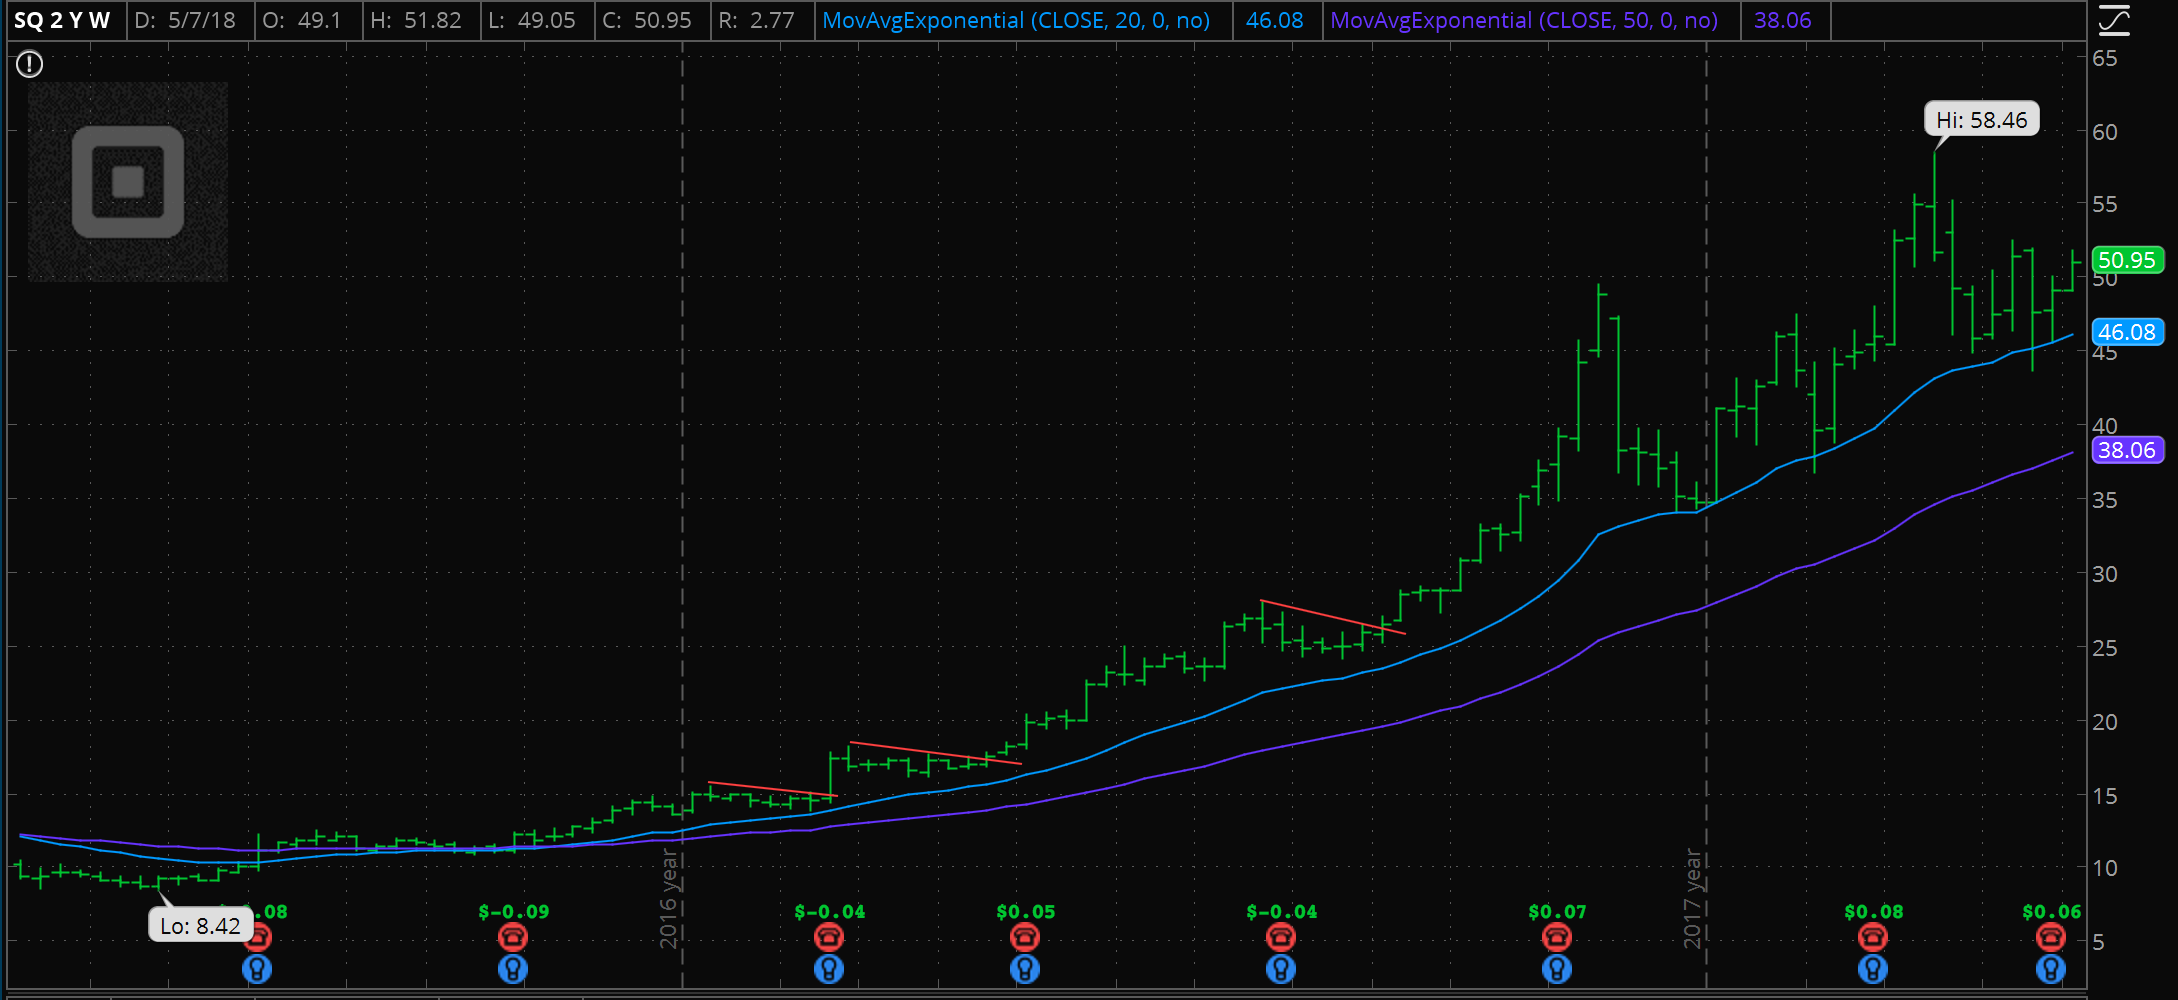 SQ 2 Y W D: 5/7/18 O: 49.1 H: 51.82 L: 49.05 C: 50.95 R: 2.77 MovAvgExponential (CLOSE, 20, 0, no) 46.08 MovAvgExponential (CLOSE, 50, 0, no) 38.06
65
Hi: 58.46
60
55
50.95
50
46.08
45
40
38.06
35
30
25
20
15
10
2016 year
2017 year
.08 $-0.09 $-0.04 $0.05 $-0.04 $0.07 $0.08 $0.06
Lo: 8.42
5